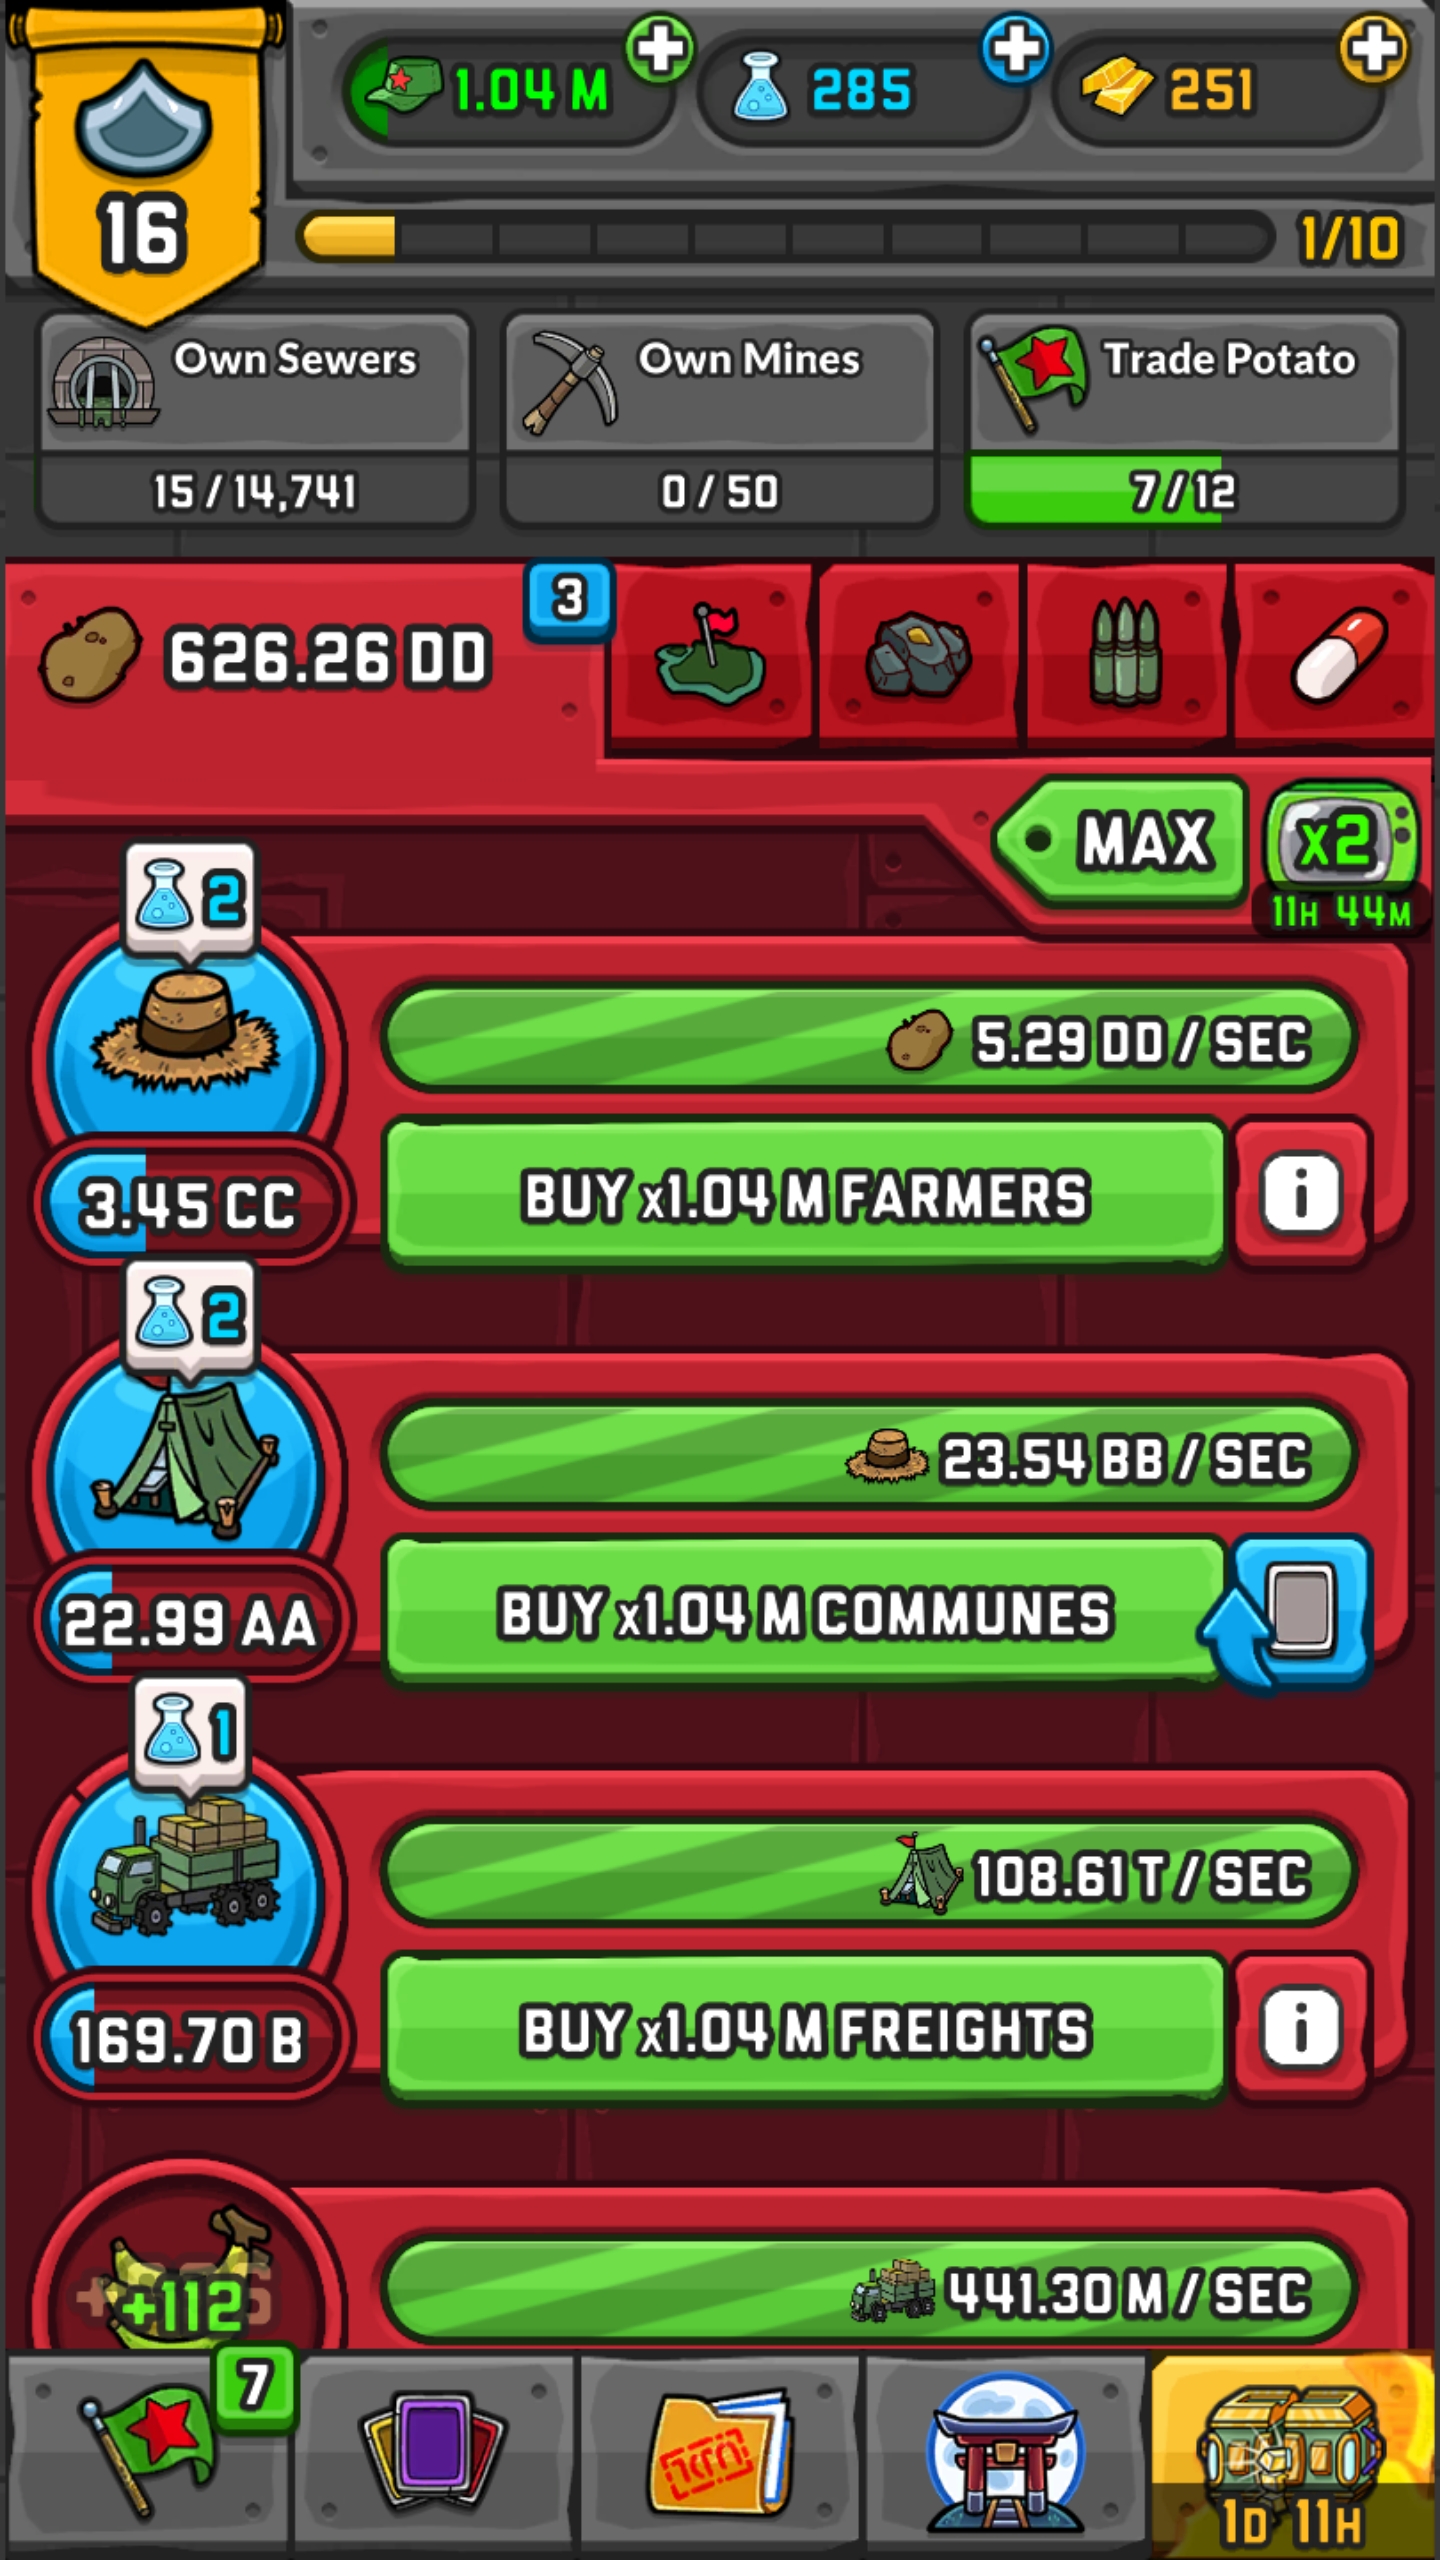 1.04 M
285
251
16
1/10
Own Sewers
15 / 14,741
Own Mines
0 / 50
Trade Potato
7 / 12
626.26 DD
3
MAX
x2
11H 44M
2
5.29 DD / SEC
3.45 CC
BUY x1.04 M FARMERS
i
2
23.54 BB / SEC
22.99 AA
BUY x1.04 M COMMUNES
1
108.61 T / SEC
169.70 B
BUY x1.04 M FREIGHTS
i
+112
441.30 M / SEC
7
1D 11H